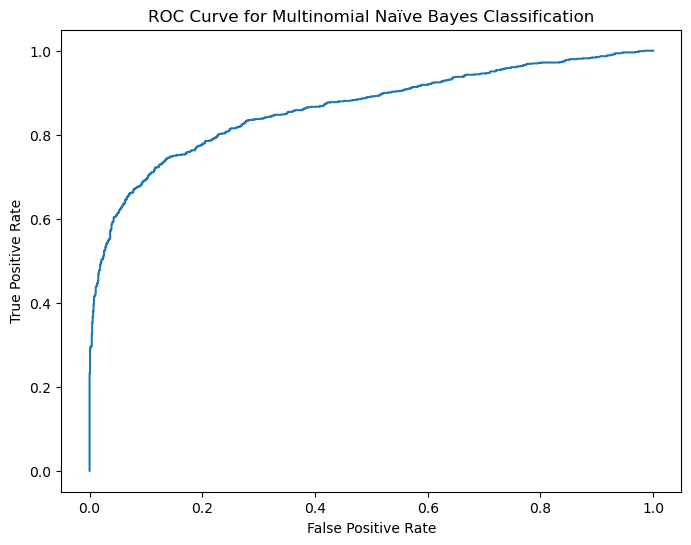 ROC Curve for Multinomial Naïve Bayes Classification
1.0
0.8
0.6
0.4
0.2
0.0
True Positive Rate
0.0 0.2 0.4 0.6 0.8 1.0
False Positive Rate